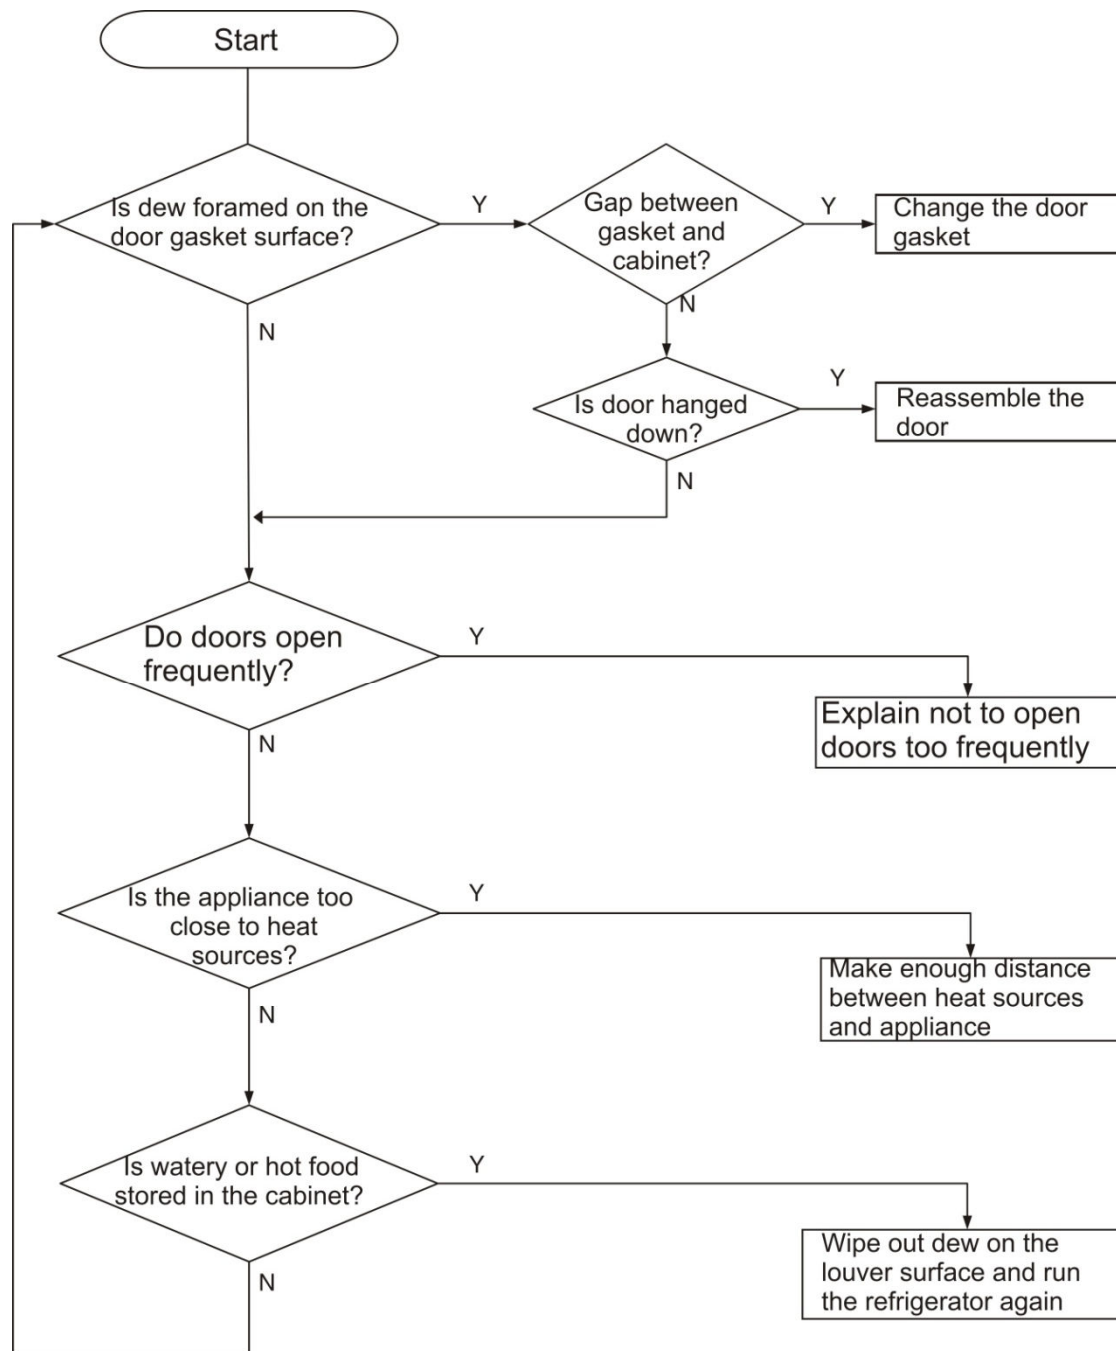 Start
Is dew foramed on the
door gasket surface?
Y
Gap between
gasket and
cabinet?
Y
Change the door
gasket
N
N
Is door hanged
down?
Y
Reassemble the
door
N
Do doors open
frequently?
Y
Explain not to open
doors too frequently
N
Is the appliance too
close to heat
sources?
Y
Make enough distance
between heat sources
and appliance
N
Is watery or hot food
stored in the cabinet?
Y
Wipe out dew on the
louver surface and run
the refrigerator again
N